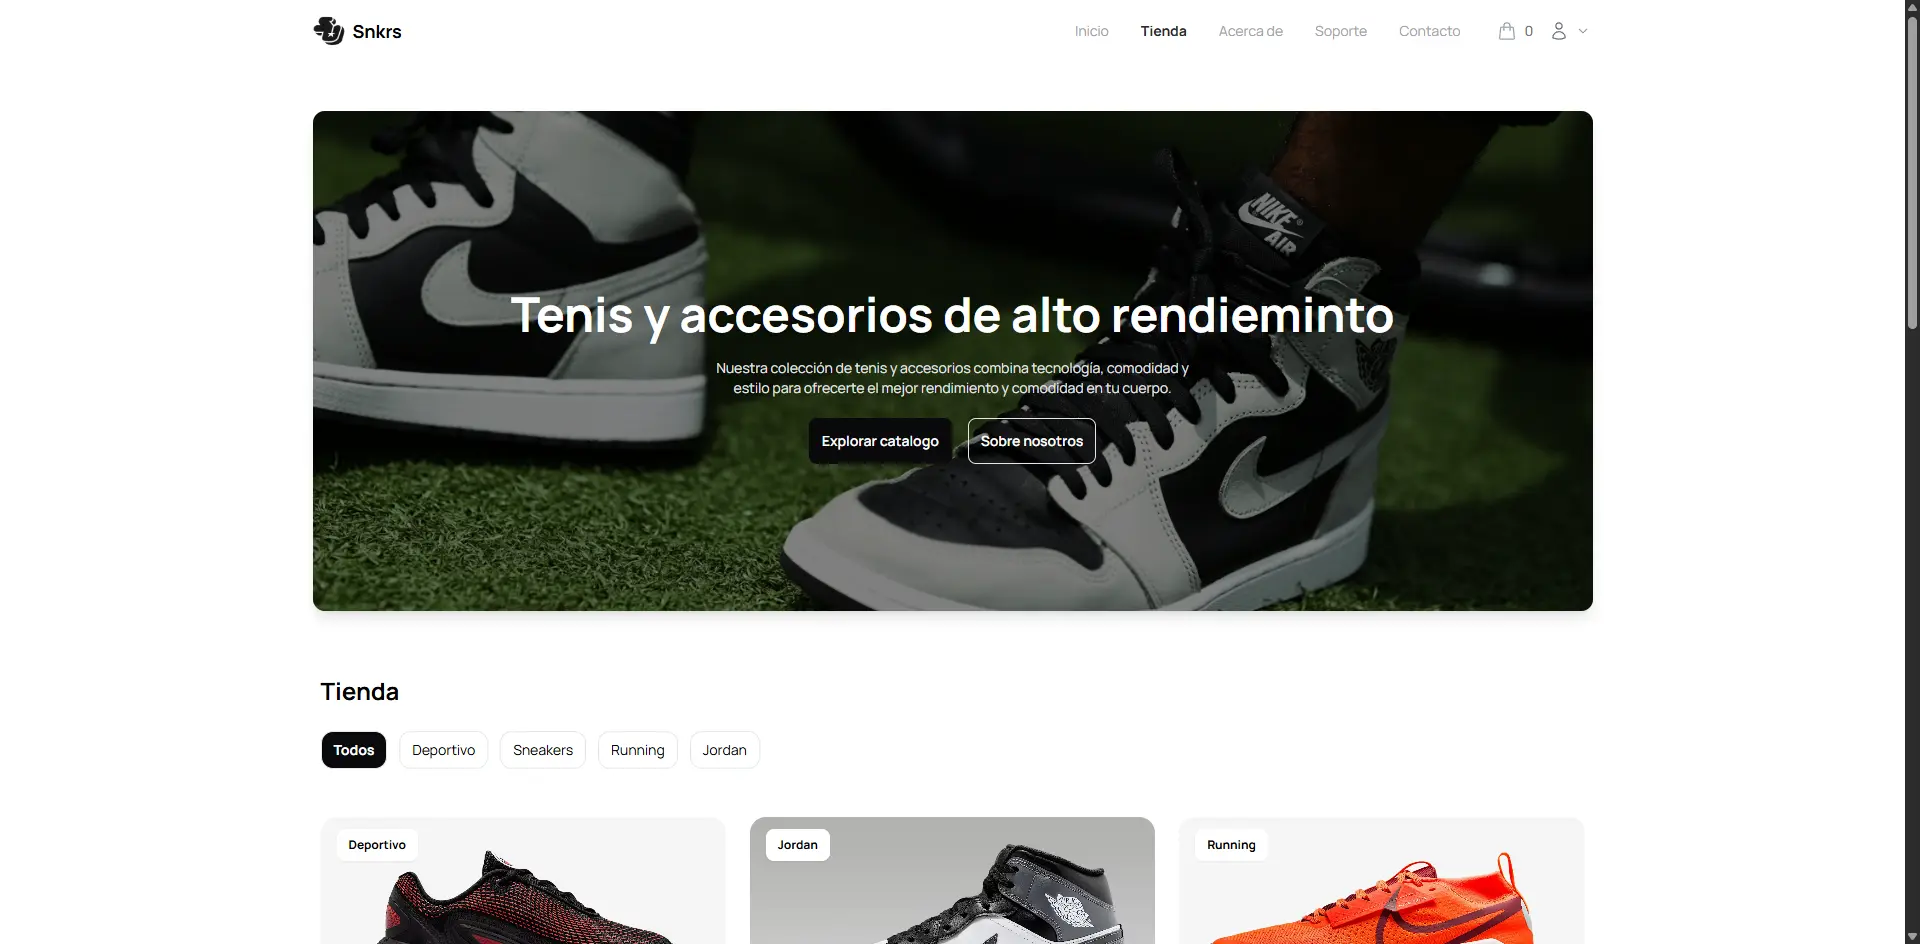 Snkrs
Inicio
Tienda
Acerca de
Soporte
Contacto
0
NIKE
AIR
Tenis y accesorios de alto rendieminto
Nuestra colección de tenis y accesorios combina tecnología, comodidad y
estilo para ofrecerte el mejor rendimiento y comodidad en tu cuerpo.
Explorar catalogo
Sobre nosotros
Tienda
Todos
Deportivo
Sneakers
Running
Jordan
Deportivo
Jordan
Running